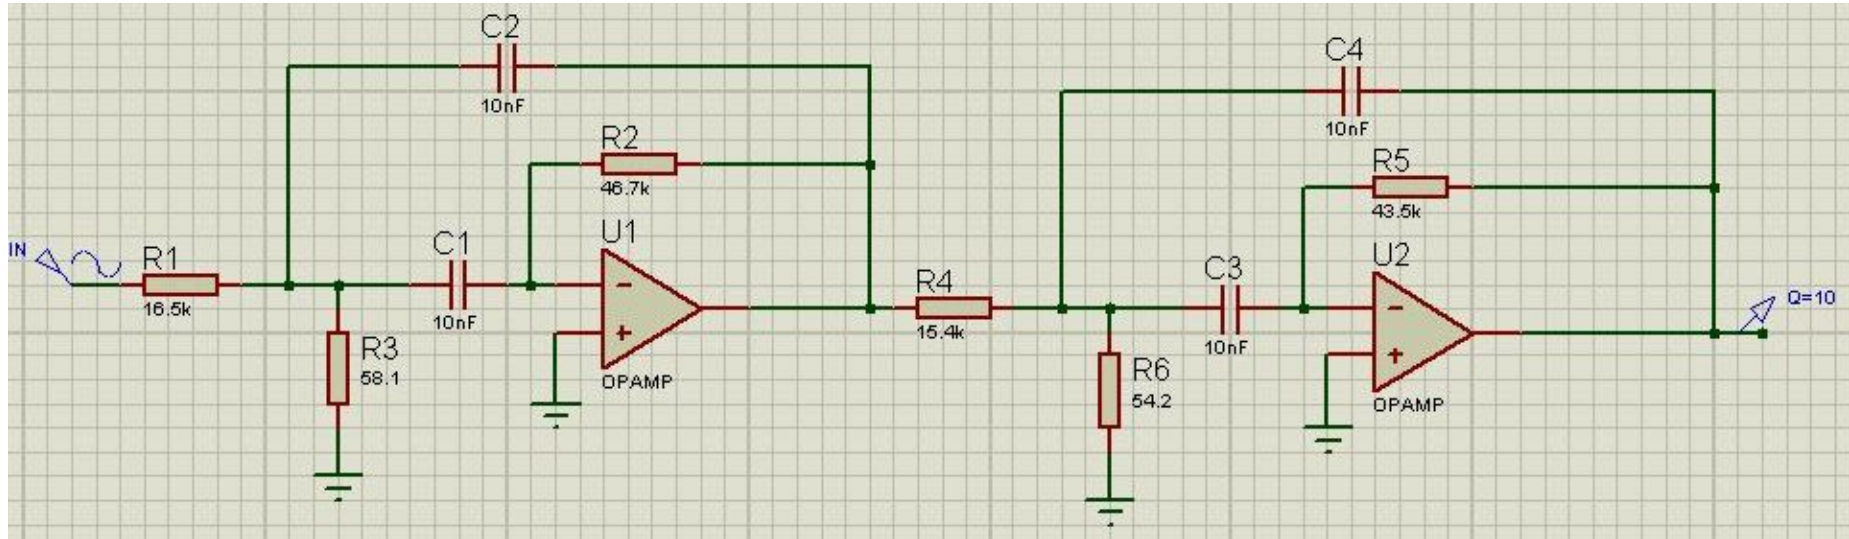 C2
10nF
C4
10nF
R2
46.7k
R5
43.5k
IN
R1
16.5k
C1
10nF
U1
OPAMP
R3
58.1
R4
15.4k
C3
10nF
U2
OPAMP
R6
54.2
Q=10